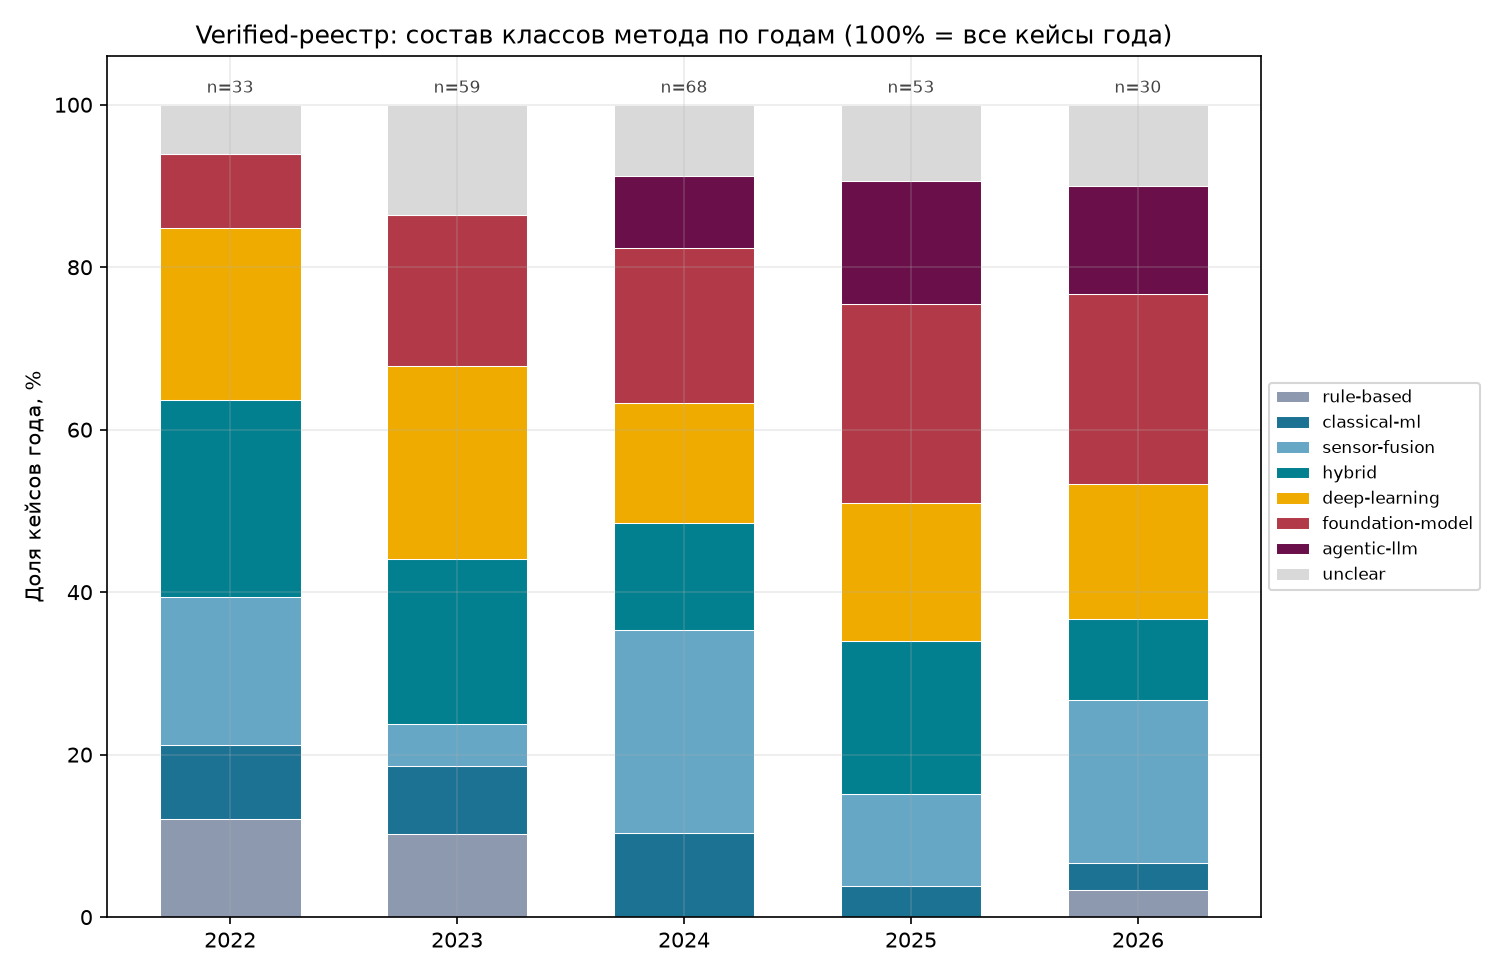 Verified-реестр: состав классов метода по годам (100% = все кейсы года)
n=33
n=59
n=68
n=53
n=30
100
80
60
40
20
0
Доля кейсов года, %
2022
2023
2024
2025
2026
rule-based
classical-ml
sensor-fusion
hybrid
deep-learning
foundation-model
agentic-llm
unclear